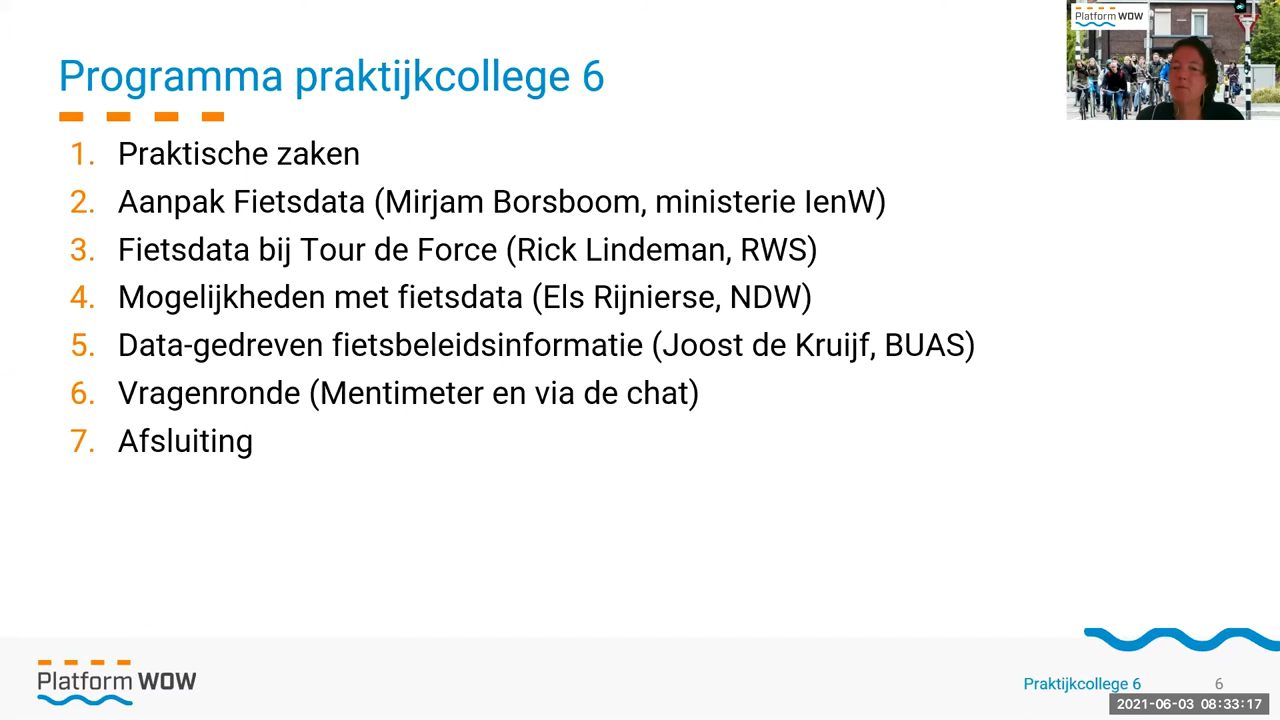 Programma praktijkcollege 6
1. Praktische zaken
2. Aanpak Fietsdata (Mirjam Borsboom, ministerie IenW)
3. Fietsdata bij Tour de Force (Rick Lindeman, RWS)
4. Mogelijkheden met fietsdata (Els Rijnierse, NDW)
5. Data-gedreven fietsbeleidsinformatie (Joost de Kruijf, BUAS)
6. Vragenronde (Mentimeter en via de chat)
7. Afsluiting
Platform WOW
Platform WOW
Praktijkcollege 6 6
2021-06-03 08:33:17